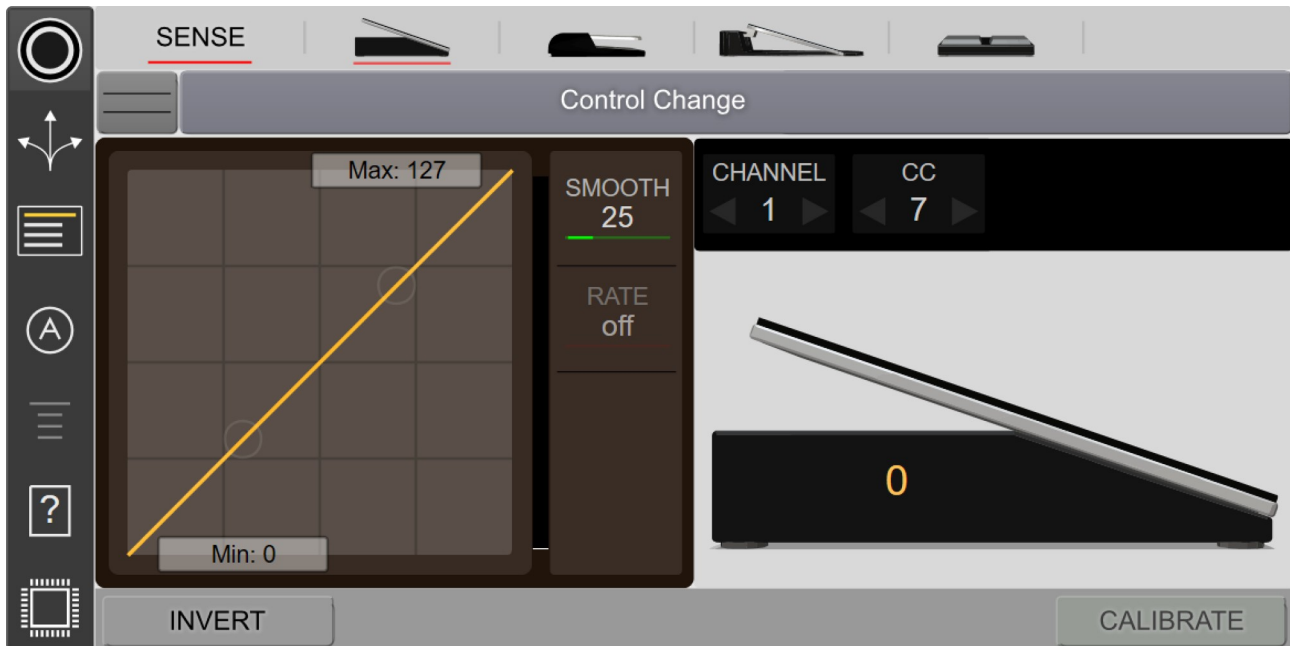 SENSE
Control Change
Max: 127
SMOOTH
25
RATE
off
Min: 0
CHANNEL
1
CC
7
0
A
?
INVERT
CALIBRATE